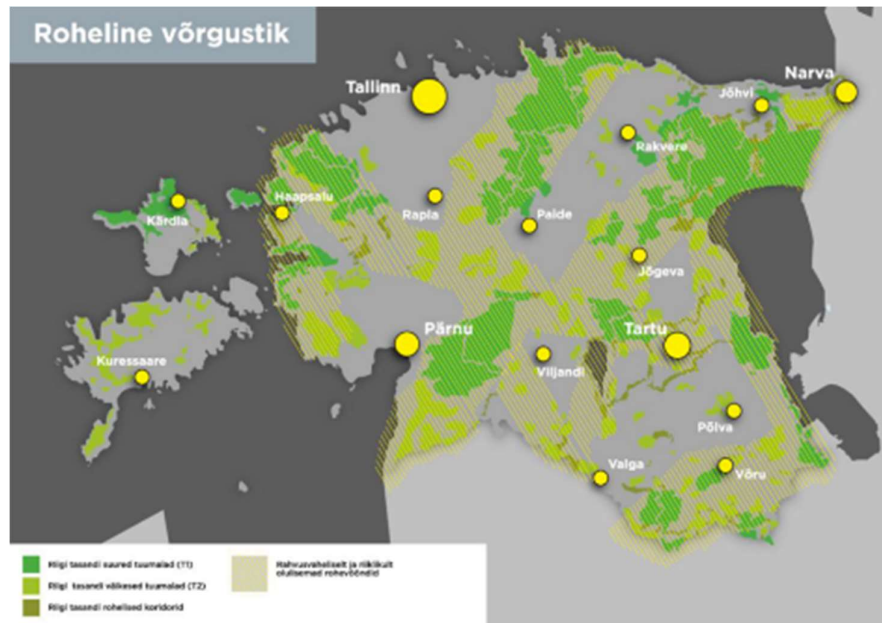 Roheline võrgustik
Tallinn
Narva
Jõhvi
Rakvere
Haapsalu
Kärdla
Rapla
Paide
Jõgeva
Pärnu
Tartu
Kuressaare
Viljandi
Põlva
Valga
Võru
Riigi tasandi suured tuumalad (T1)
Riigi tasandi väikesed tuumalad (T2)
Riigi tasandi rohelised koridorid
Rahvusvaheliselt ja riiklikult
olulisemad rohevööndid